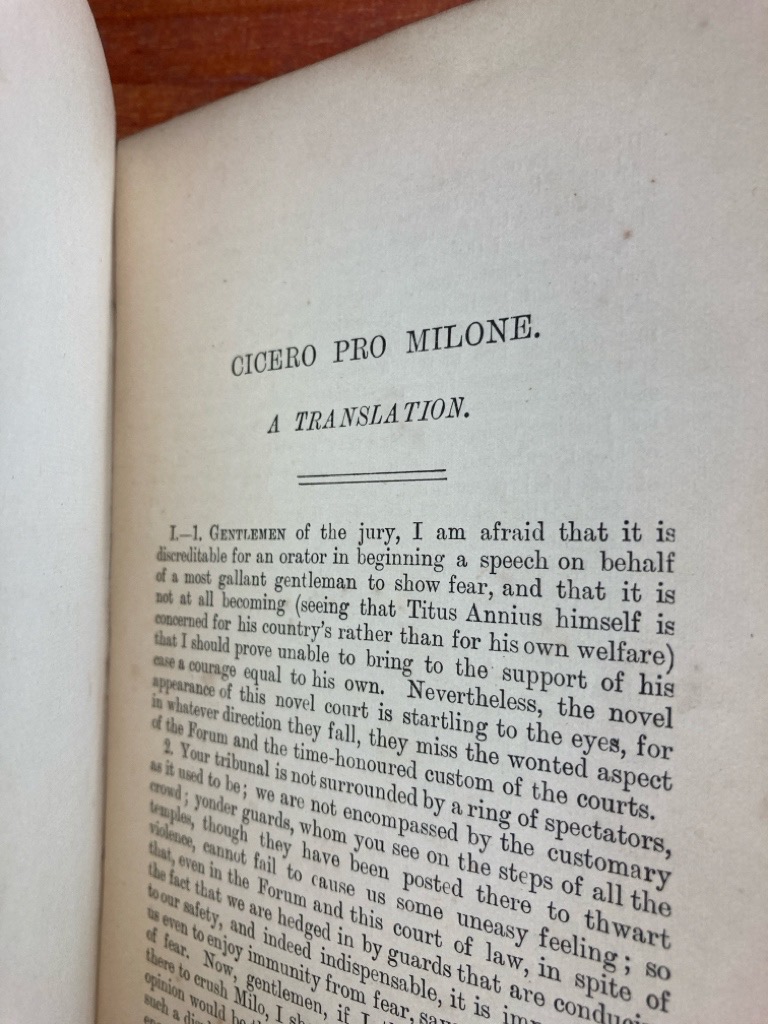 CICERO PRO MILONE.
A TRANSLATION.
I.—1. GENTLEMEN of the jury, I am afraid that it is
discreditable for an orator in beginning a speech on behalf
of a most gallant gentleman to show fear, and that it is
not at all becoming (seeing that Titus Annius himself is
concerned for his country's rather than for his own welfare)
that I should prove unable to bring to the support of his
case a courage equal to his own. Nevertheless, the novel
appearance of this novel court is startling to the eyes, for
in whatever direction they fall, they miss the wonted aspect
of the Forum and the time-honoured custom of the courts.
2. Your tribunal is not surrounded by a ring of spectators,
as it used to be; we are not encompassed by the customary
crowd; yonder guards, whom you see on the steps of all the
temples, though they have been posted there to thwart
violence, cannot fail to cause us some uneasy feeling; so
that, even in the Forum and this court of law, in spite of
the fact that we are hedged in by guards that are
to our safety, and indeed indispensable, it is
us even to enjoy immunity from fear,
of fear. Now, gentlemen, if I
there to crush Milo, I
opinion would be
such a